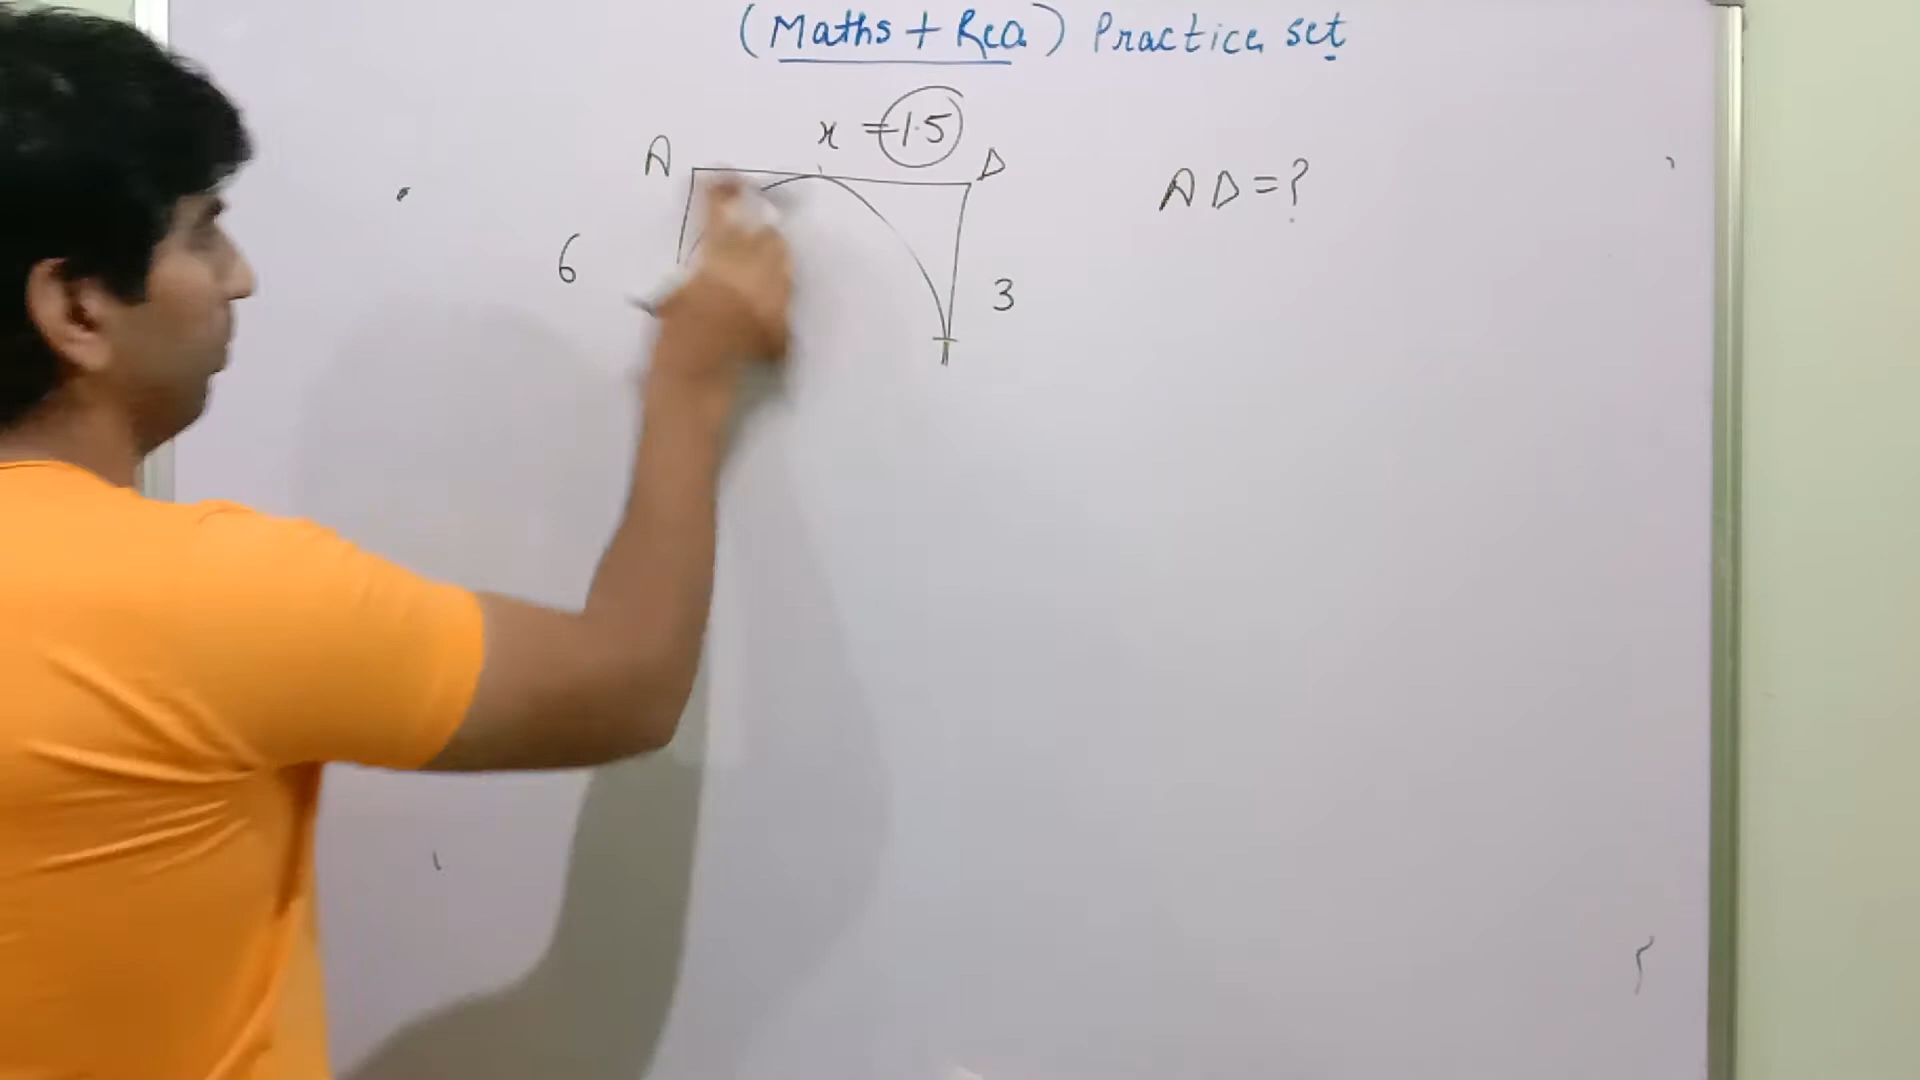 (Maths + Rea) Practice set
x = 1.5
A
D
AD = ?
6
3